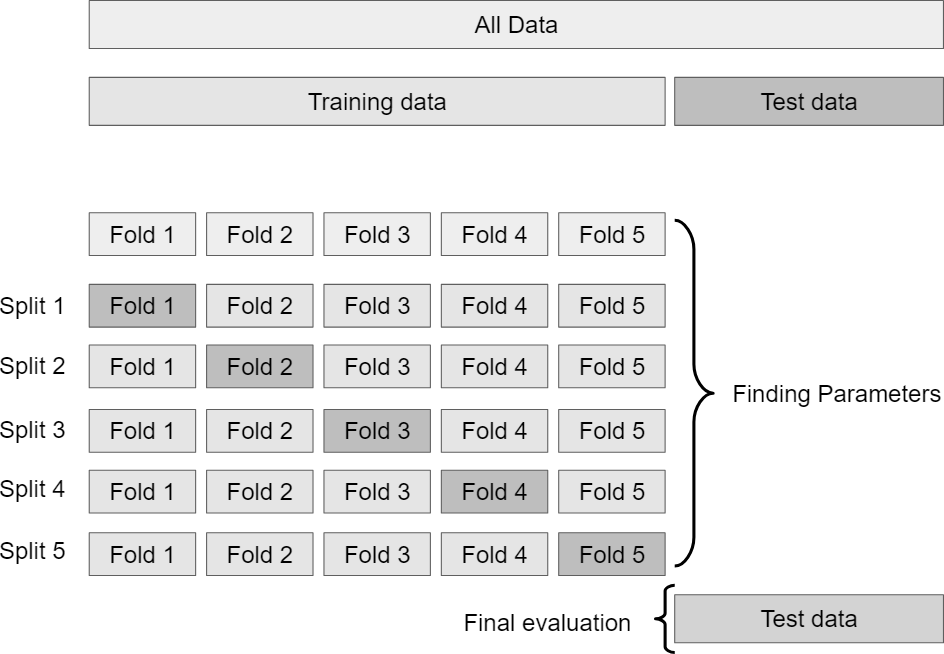 All Data
Training data Test data
Fold 1 Fold 2 Fold 3 Fold 4 Fold 5
Split 1 Fold 1 Fold 2 Fold 3 Fold 4 Fold 5
Split 2 Fold 1 Fold 2 Fold 3 Fold 4 Fold 5
Finding Parameters
Split 3 Fold 1 Fold 2 Fold 3 Fold 4 Fold 5
Split 4 Fold 1 Fold 2 Fold 3 Fold 4 Fold 5
Split 5 Fold 1 Fold 2 Fold 3 Fold 4 Fold 5
Final evaluation Test data